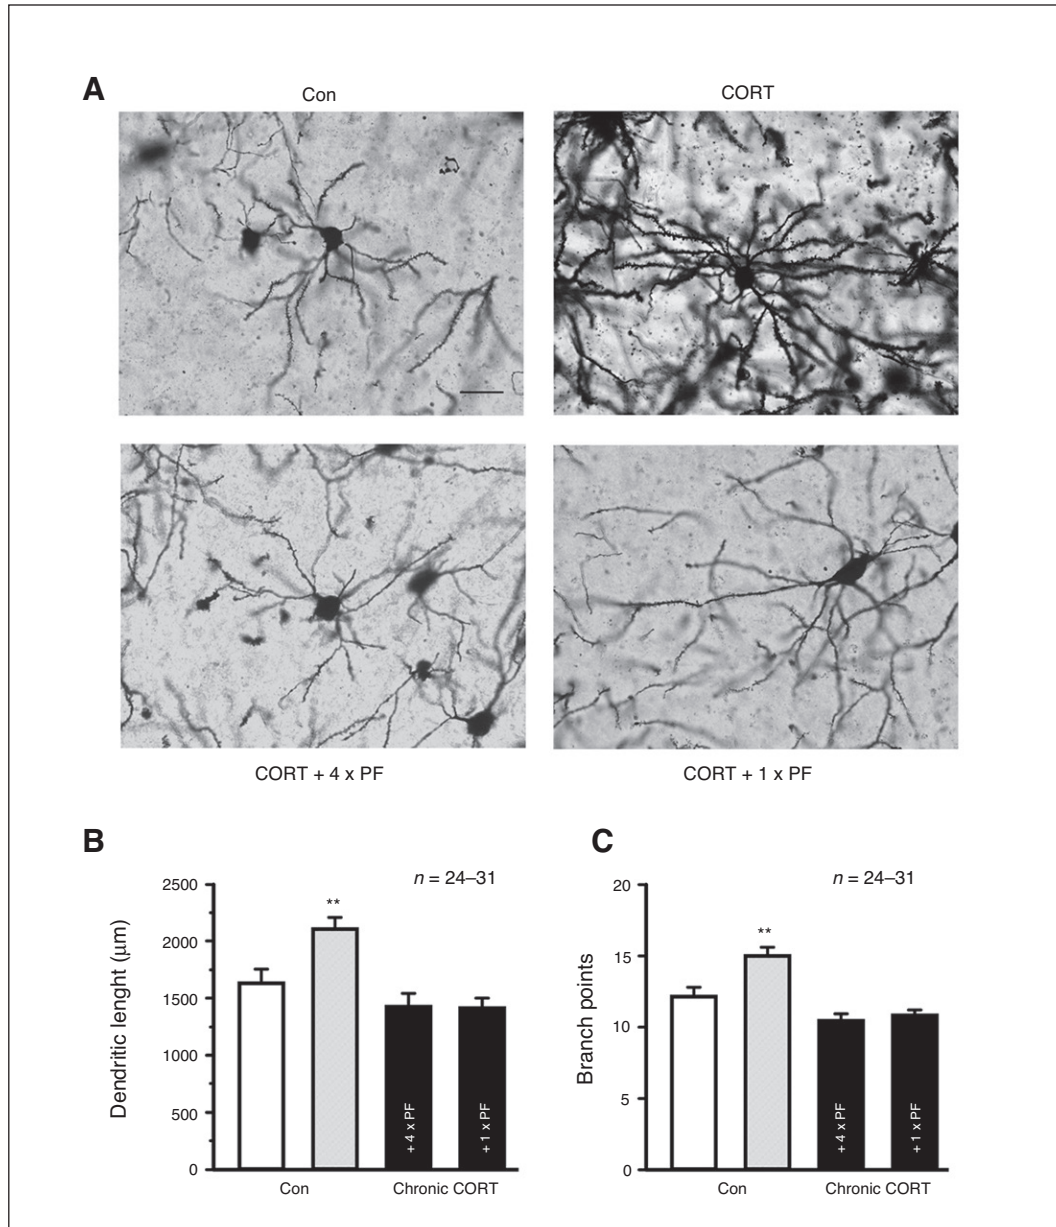 A
Con
CORT
CORT + 4 x PF
CORT + 1 x PF
B
n = 24–31
Dendritic lenght (μm)
2500
2000
1500
1000
500
0
**
+ 4 x PF
+ 1 x PF
Con
Chronic CORT
C
n = 24–31
Branch points
20
15
10
5
0
**
+ 4 x PF
+ 1 x PF
Con
Chronic CORT